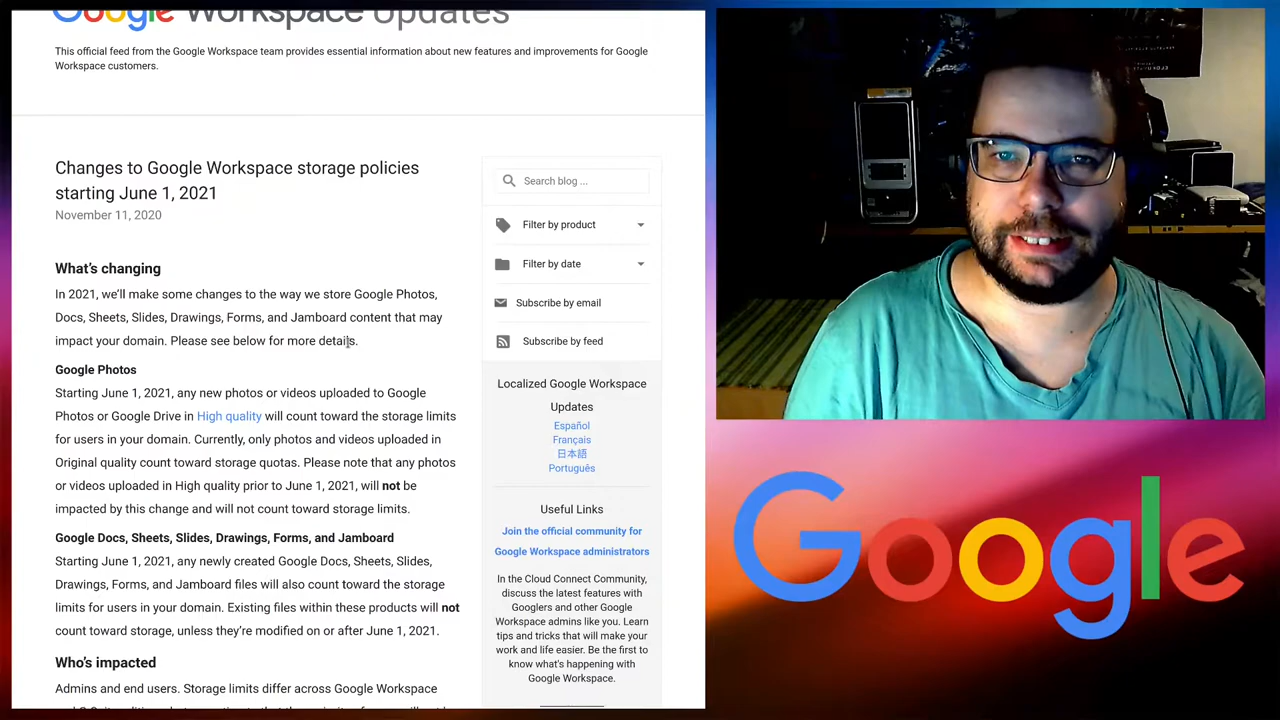 Google Workspace Updates
This official feed from the Google Workspace team provides essential information about new features and improvements for Google
Workspace customers.
Changes to Google Workspace storage policies
starting June 1, 2021
November 11, 2020
What's changing
In 2021, we'll make some changes to the way we store Google Photos,
Docs, Sheets, Slides, Drawings, Forms, and Jamboard content that may
impact your domain. Please see below for more details.
Google Photos
Starting June 1, 2021, any new photos or videos uploaded to Google
Photos or Google Drive in High quality will count toward the storage limits
for users in your domain. Currently, only photos and videos uploaded in
Original quality count toward storage quotas. Please note that any photos
or videos uploaded in High quality prior to June 1, 2021, will not be
impacted by this change and will not count toward storage limits.
Google Docs, Sheets, Slides, Drawings, Forms, and Jamboard
Starting June 1, 2021, any newly created Google Docs, Sheets, Slides,
Drawings, Forms, and Jamboard files will also count toward the storage
limits for users in your domain. Existing files within these products will not
count toward storage, unless they're modified on or after June 1, 2021.
Who's impacted
Admins and end users. Storage limits differ across Google Workspace
Search blog ...
Filter by product
Filter by date
Subscribe by email
Subscribe by feed
Localized Google Workspace
Updates
Español
Français
日本語
Português
Useful Links
Join the official community for
Google Workspace administrators
In the Cloud Connect Community,
discuss the latest features with
Googlers and other Google
Workspace admins like you. Learn
tips and tricks that will make your
work and life easier. Be the first to
know what's happening with
Google Workspace.
Google